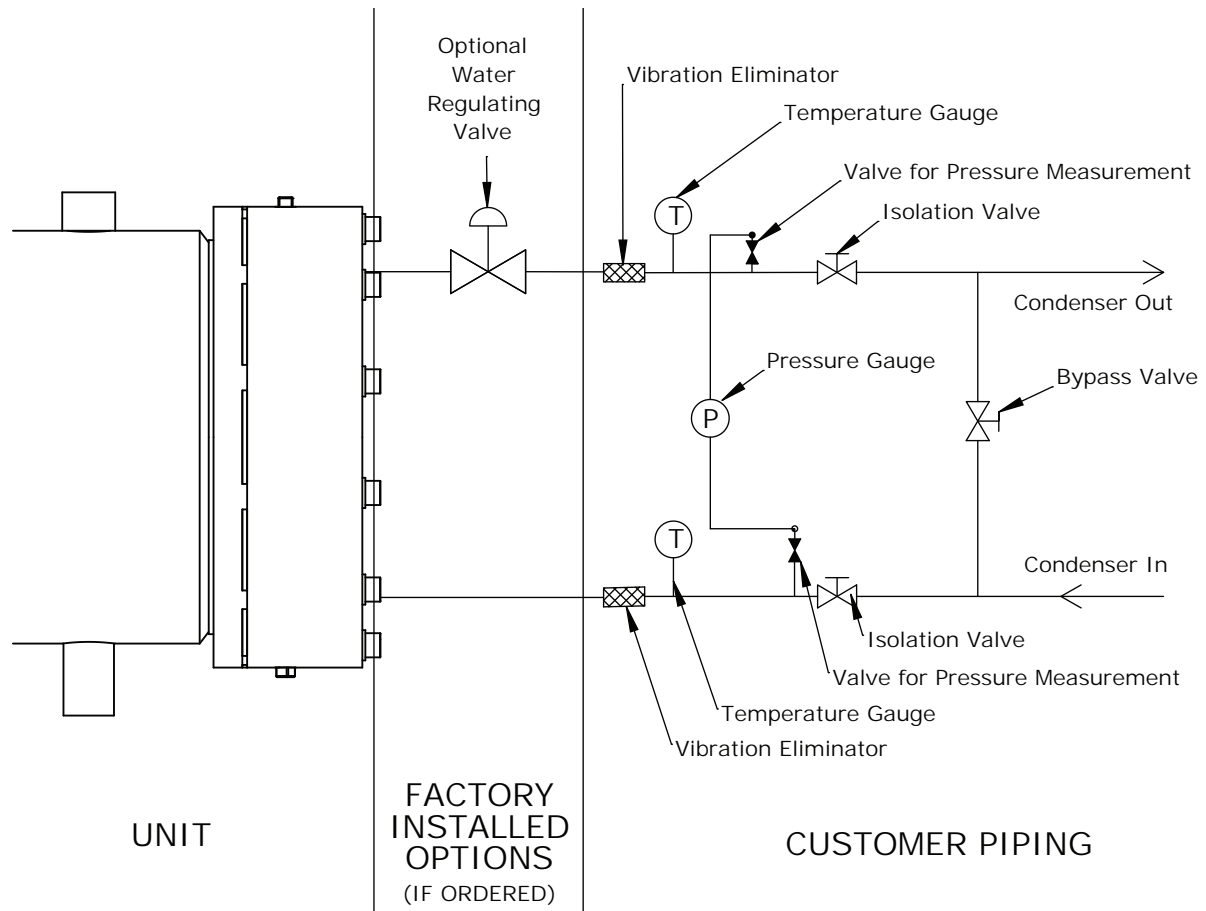 Optional
Water
Regulating
Valve
Vibration Eliminator
Temperature Gauge
Valve for Pressure Measurement
Isolation Valve
T
Condenser Out
Pressure Gauge
Bypass Valve
P
T
Condenser In
Isolation Valve
Valve for Pressure Measurement
Temperature Gauge
Vibration Eliminator
UNIT
FACTORY
INSTALLED
OPTIONS
(IF ORDERED)
CUSTOMER PIPING